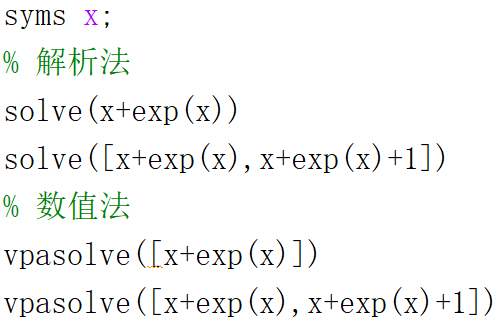 syms x;
% 解析法
solve(x+exp(x))
solve([x+exp(x),x+exp(x)+1])
% 数值法
vpasolve([x+exp(x)])
vpasolve([x+exp(x),x+exp(x)+1])